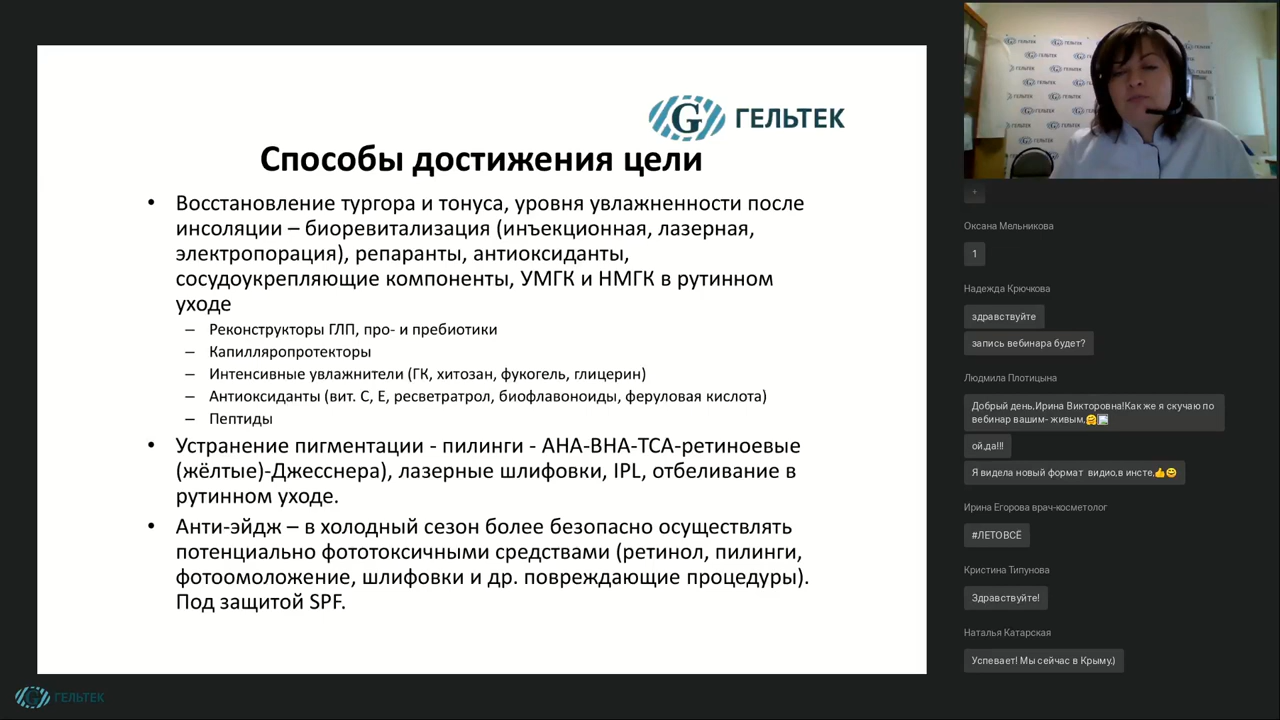 ГЕЛЬТЕК
Способы достижения цели
• Восстановление тургора и тонуса, уровня увлажненности после
инсоляции – биоревитализация (инъекционная, лазерная,
электропорация), репаранты, антиоксиданты,
сосудоукрепляющие компоненты, УМГК и НМГК в рутинном
уходе
– Реконструкторы ГЛП, про- и пребиотики
– Капилляропротекторы
– Интенсивные увлажнители (ГК, хитозан, фукогель, глицерин)
– Антиоксиданты (вит. С, Е, ресветратрол, биофлавоноиды, феруловая кислота)
– Пептиды
• Устранение пигментации - пилинги - АНА-ВНА-ТСА-ретиноевые
(жёлтые)-Джесснера), лазерные шлифовки, IPL, отбеливание в
рутинном уходе.
• Анти-эйдж – в холодный сезон более безопасно осуществлять
потенциально фототоксичными средствами (ретинол, пилинги,
фотоомоложение, шлифовки и др. повреждающие процедуры).
Под защитой SPF.
ГЕЛЬТЕК
+
Оксана Мельникова
1
Надежда Крючкова
здравствуйте
запись вебинара будет?
Людмила Плотицына
Добрый день,Ирина Викторовна!Как же я скучаю по
вебинар вашим- живым,🤗
ой,да!!!
Я видела новый формат видио,в инсте,👍😊
Ирина Егорова врач-косметолог
#ЛЕТОВСЁ
Кристина Типунова
Здравствуйте!
Наталья Катарская
Успевает! Мы сейчас в Крыму.)